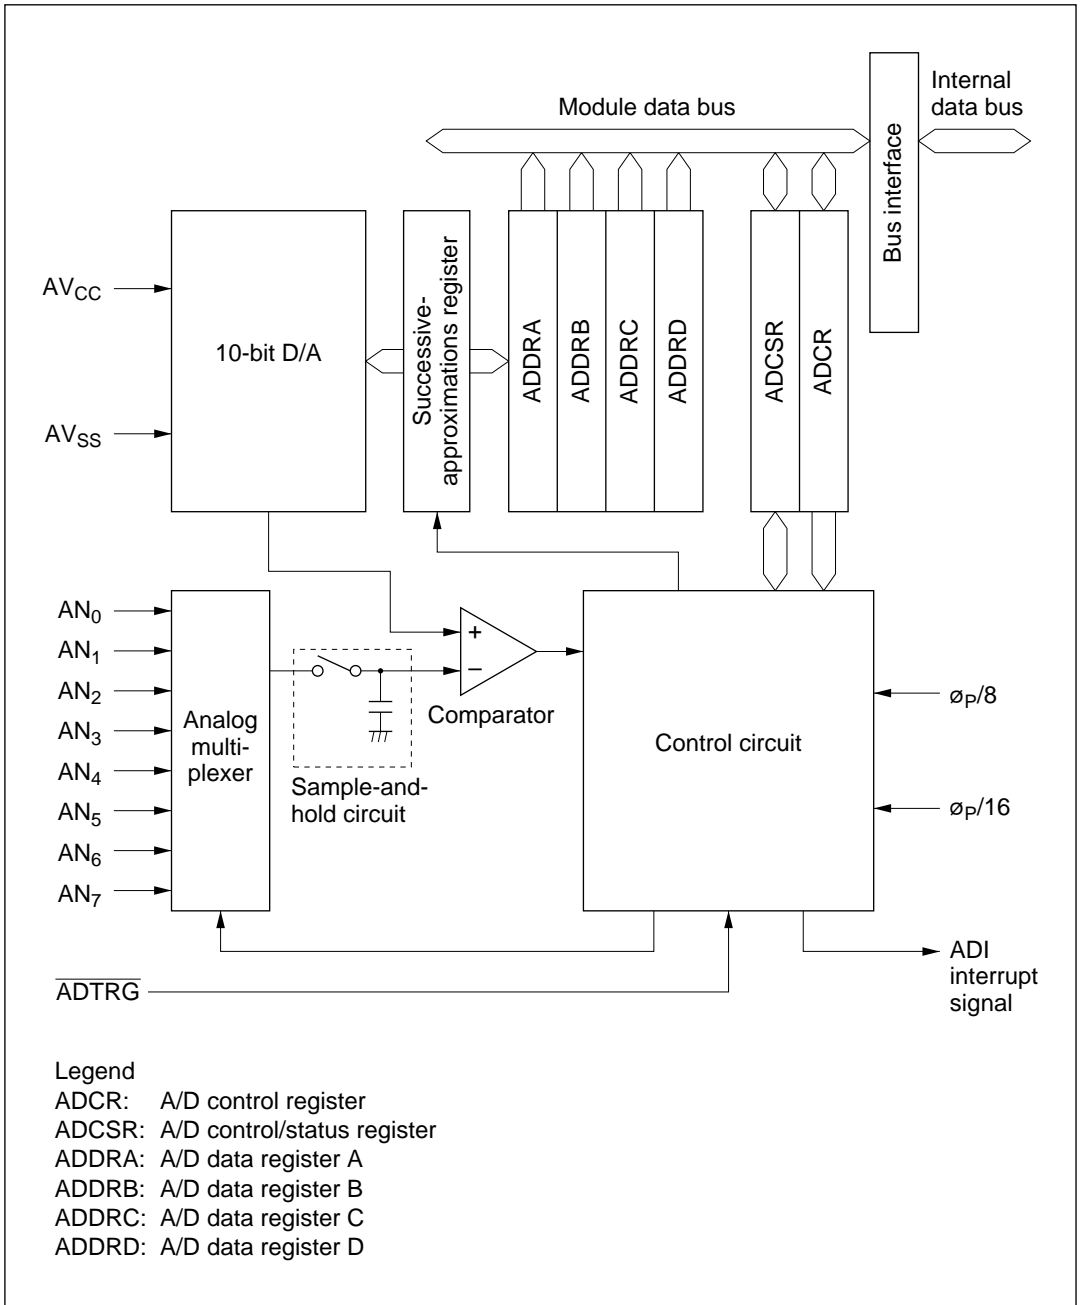 Internal
data bus
Module data bus
Bus interface
AVCC
AVSS
10-bit D/A
Successive-
approximations register
ADDRA
ADDRB
ADDRC
ADDRD
ADCSR
ADCR
AN0
AN1
AN2
AN3
AN4
AN5
AN6
AN7
Analog
multi-
plexer
Sample-and-
hold circuit
+
−
Comparator
Control circuit
øP/8
øP/16
ADTRG
ADI
interrupt
signal
Legend
ADCR: A/D control register
ADCSR: A/D control/status register
ADDRA: A/D data register A
ADDRB: A/D data register B
ADDRC: A/D data register C
ADDRD: A/D data register D